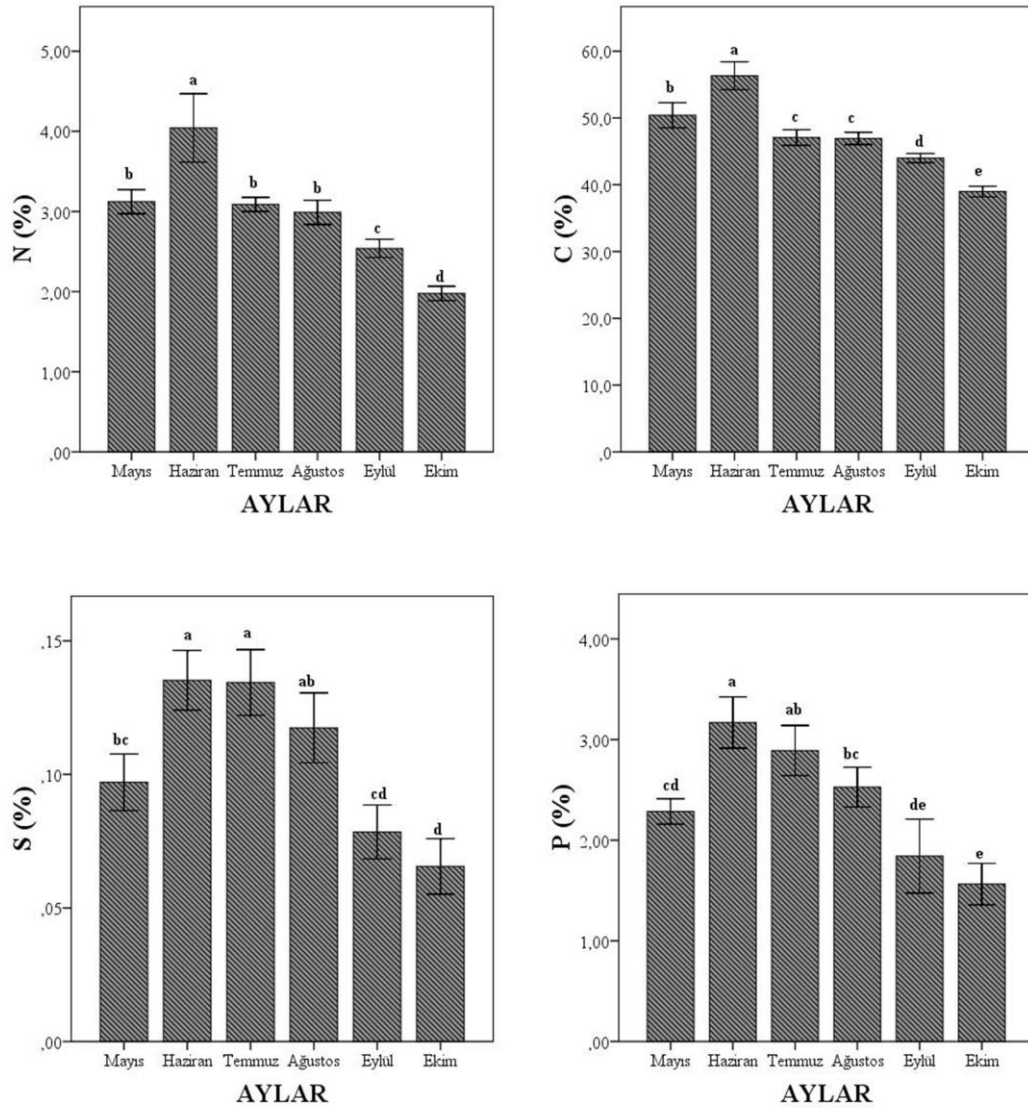 5,00
4,00
3,00
2,00
1,00
,00
N (%)
a
b
b
b
c
d
Mayıs Haziran Temmuz Ağustos Eylül Ekim
AYLAR
60,0
50,0
40,0
30,0
20,0
10,0
,0
C (%)
a
b
c
c
d
e
Mayıs Haziran Temmuz Ağustos Eylül Ekim
AYLAR
,15
,10
,05
,00
S (%)
a
a
ab
bc
cd
d
Mayıs Haziran Temmuz Ağustos Eylül Ekim
AYLAR
4,00
3,00
2,00
1,00
,00
P (%)
a
ab
bc
cd
de
e
Mayıs Haziran Temmuz Ağustos Eylül Ekim
AYLAR